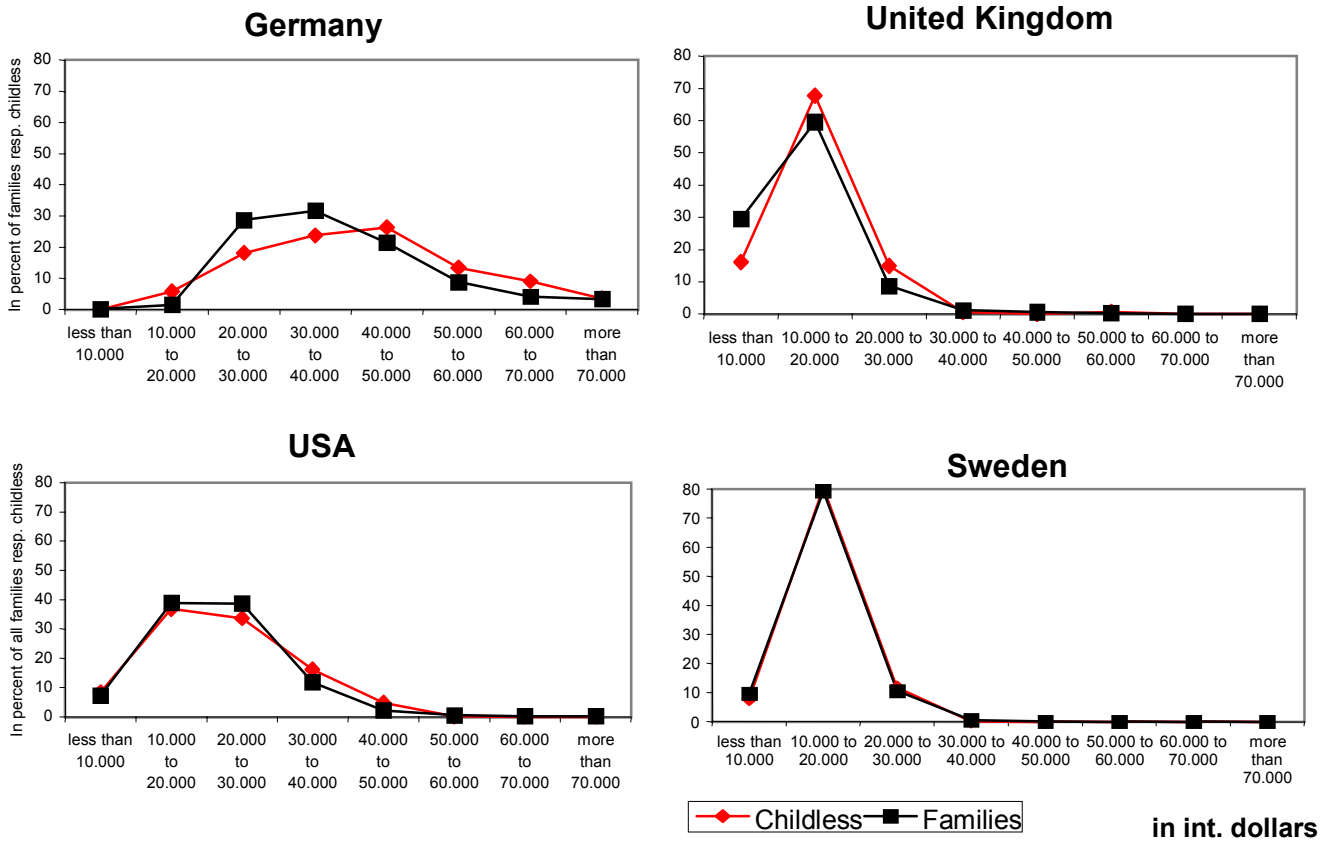 Germany
In percent of families resp. childless
80
70
60
50
40
30
20
10
0
less than 10.000
10.000 to 20.000
20.000 to 30.000
30.000 to 40.000
40.000 to 50.000
50.000 to 60.000
60.000 to 70.000
more than 70.000
United Kingdom
80
70
60
50
40
30
20
10
0
less than 10.000
10.000 to 20.000
20.000 to 30.000
30.000 to 40.000
40.000 to 50.000
50.000 to 60.000
60.000 to 70.000
more than 70.000
USA
In percent of all families resp. childless
80
70
60
50
40
30
20
10
0
less than 10.000
10.000 to 20.000
20.000 to 30.000
30.000 to 40.000
40.000 to 50.000
50.000 to 60.000
60.000 to 70.000
more than 70.000
Sweden
80
70
60
50
40
30
20
10
0
less than 10.000
10.000 to 20.000
20.000 to 30.000
30.000 to 40.000
40.000 to 50.000
50.000 to 60.000
60.000 to 70.000
more than 70.000
Childless Families
in int. dollars